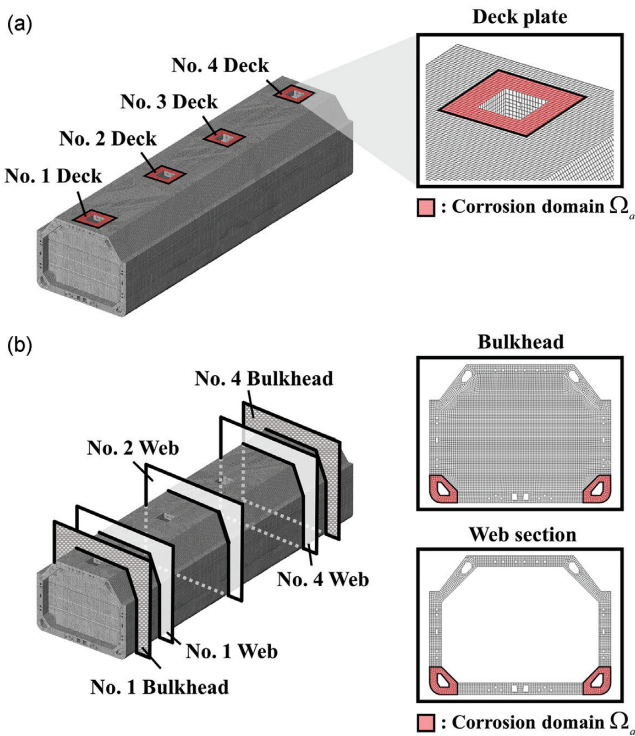 (a)
Deck plate
No. 4 Deck
No. 3 Deck
No. 2 Deck
No. 1 Deck
: Corrosion domain Ωₐ
(b)
Bulkhead
No. 4 Bulkhead
No. 2 Web
No. 4 Web
No. 1 Web
No. 1 Bulkhead
Web section
: Corrosion domain Ωₐ